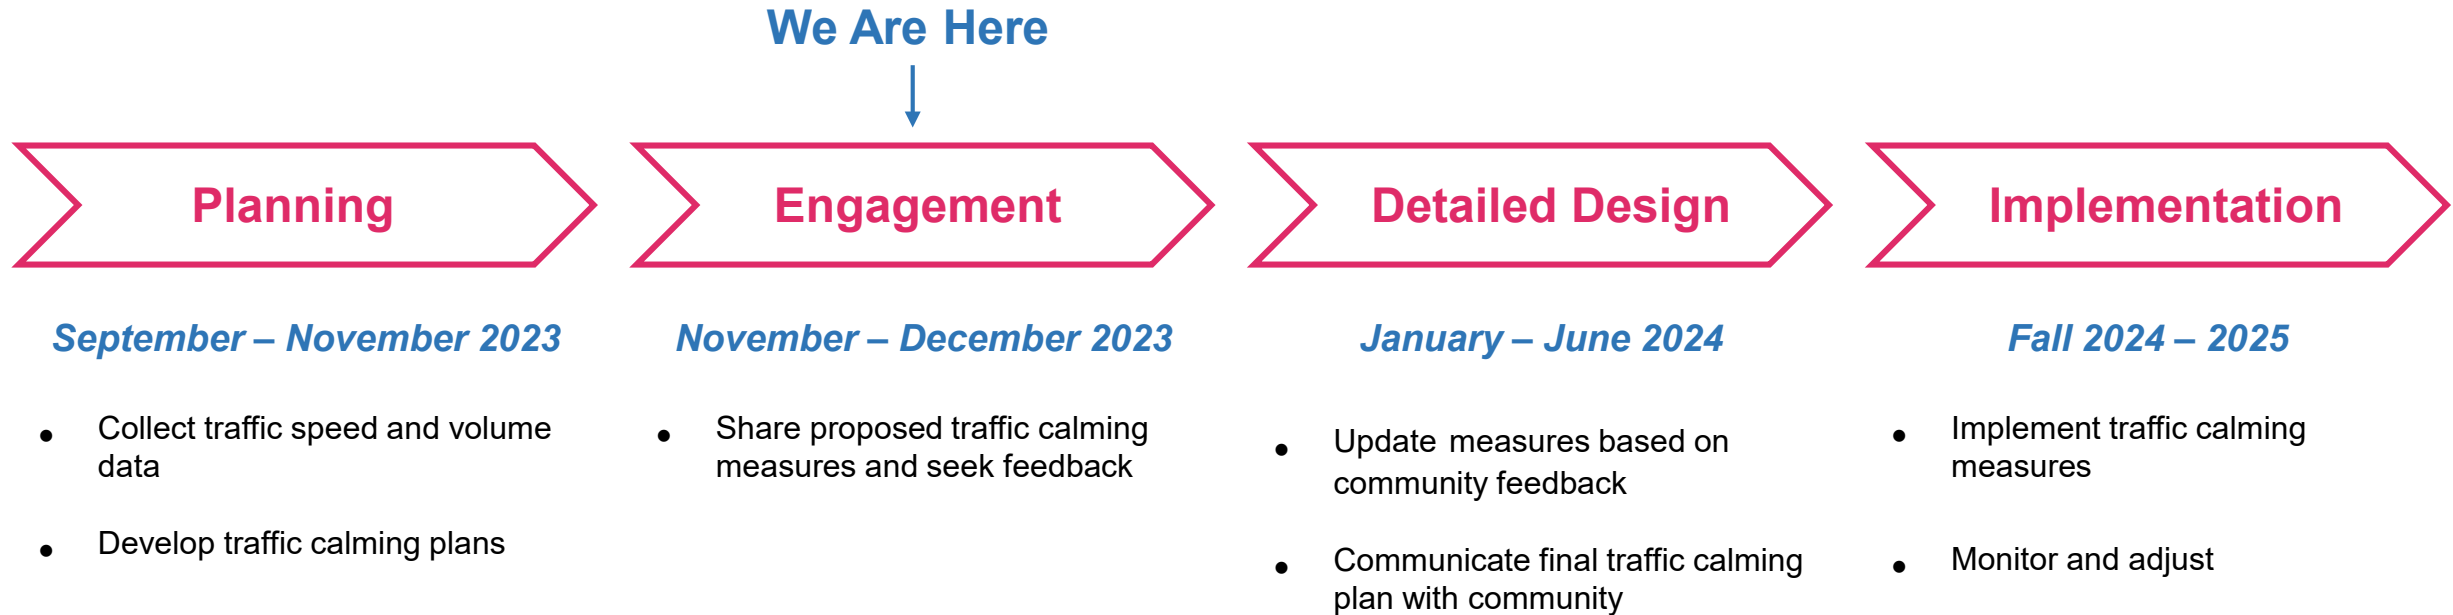 We Are Here
Planning
Engagement
Detailed Design
Implementation
September – November 2023
November – December 2023
January – June 2024
Fall 2024 – 2025
• Collect traffic speed and volume
data
• Develop traffic calming plans
• Share proposed traffic calming
measures and seek feedback
• Update measures based on
community feedback
• Communicate final traffic calming
plan with community
• Implement traffic calming
measures
• Monitor and adjust